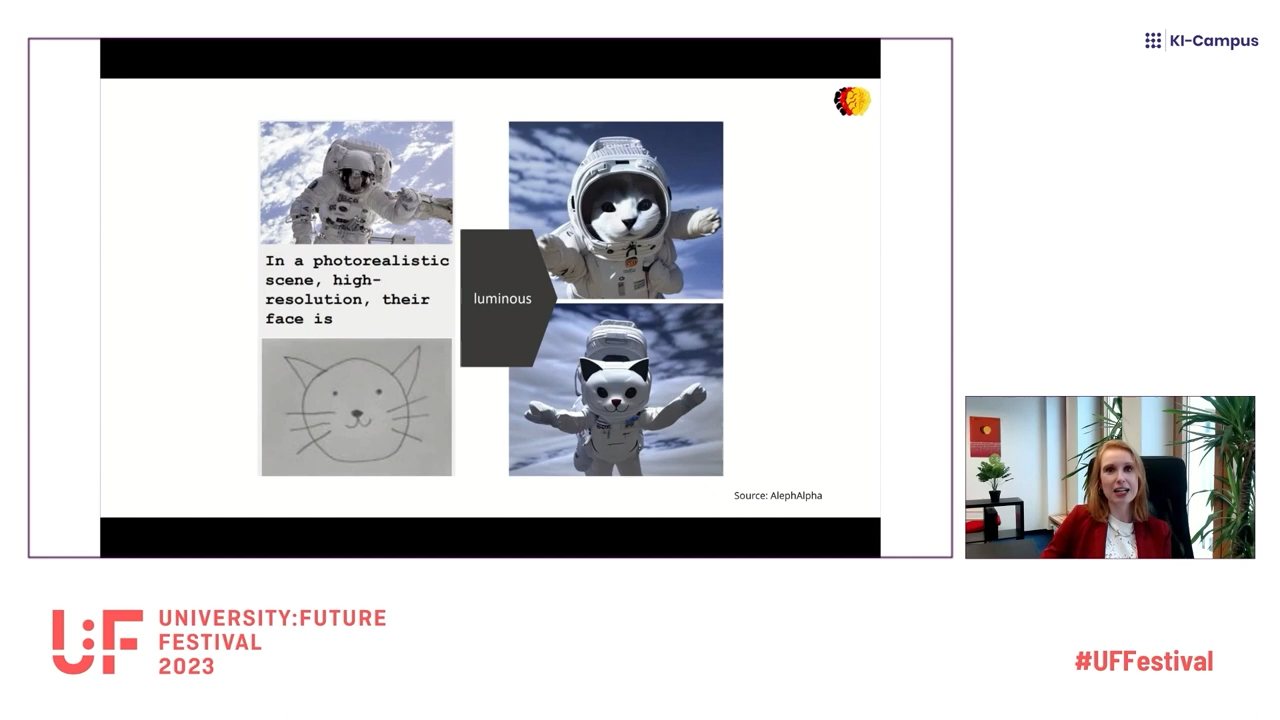 KI-Campus
In a photorealistic
scene, high-
resolution, their
face is
luminous
Source: AlephAlpha
U:F
UNIVERSITY:FUTURE
FESTIVAL
2023
#UFFestival